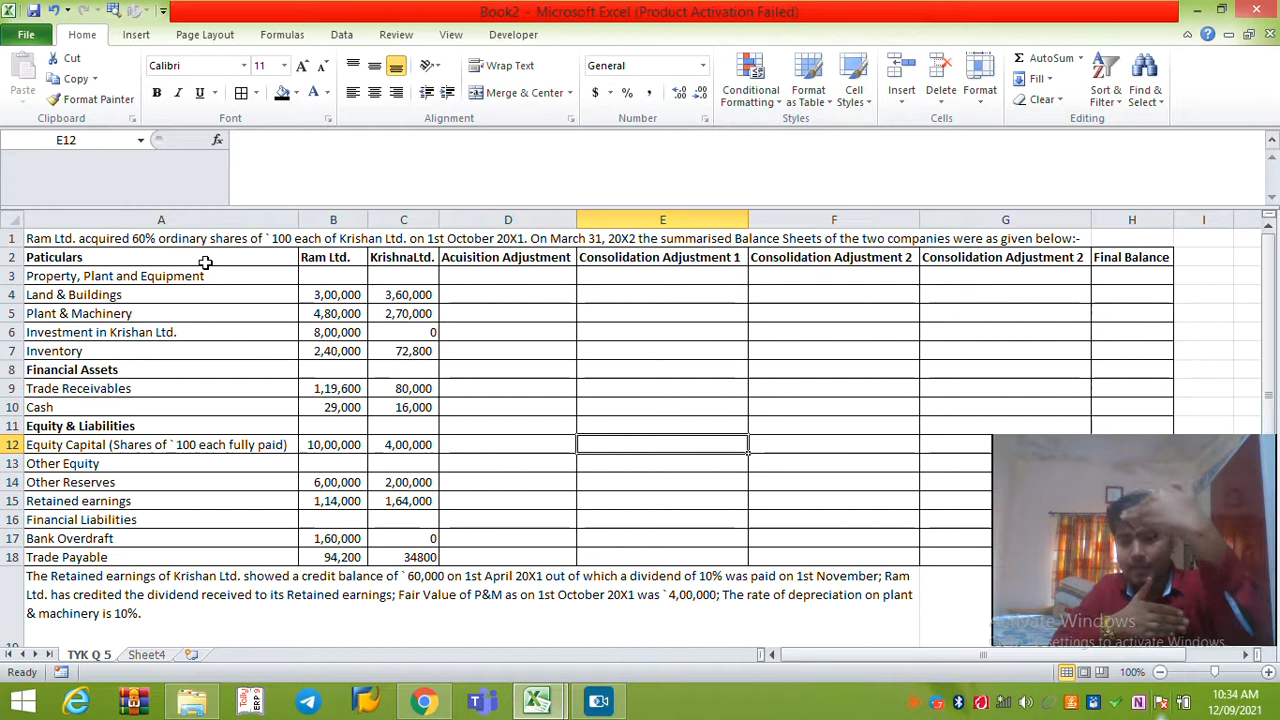 Book2 - Microsoft Excel (Product Activation Failed)
File Home Insert Page Layout Formulas Data Review View Developer
Cut
Copy
Format Painter
Paste
Clipboard
Calibri 11
B I U A
Font
Wrap Text
Merge & Center
Alignment
General
$ % ,
Number
Conditional Formatting
Format as Table
Cell Styles
Styles
Insert Delete Format
Cells
Σ AutoSum
Fill
Clear
Sort & Filter
Find & Select
Editing
E12 fx
A B C D E F G H I
1 Ram Ltd. acquired 60% ordinary shares of `100 each of Krishan Ltd. on 1st October 20X1. On March 31, 20X2 the summarised Balance Sheets of the two companies were as given below:-
2 Paticulars Ram Ltd. KrishnaLtd. Acuisition Adjustment Consolidation Adjustment 1 Consolidation Adjustment 2 Consolidation Adjustment 2 Final Balance
3 Property, Plant and Equipment
4 Land & Buildings 3,00,000 3,60,000
5 Plant & Machinery 4,80,000 2,70,000
6 Investment in Krishan Ltd. 8,00,000 0
7 Inventory 2,40,000 72,800
8 Financial Assets
9 Trade Receivables 1,19,600 80,000
10 Cash 29,000 16,000
11 Equity & Liabilities
12 Equity Capital (Shares of `100 each fully paid) 10,00,000 4,00,000
13 Other Equity
14 Other Reserves 6,00,000 2,00,000
15 Retained earnings 1,14,000 1,64,000
16 Financial Liabilities
17 Bank Overdraft 1,60,000 0
18 Trade Payable 94,200 34800
The Retained earnings of Krishan Ltd. showed a credit balance of `60,000 on 1st April 20X1 out of which a dividend of 10% was paid on 1st November; Ram
Ltd. has credited the dividend received to its Retained earnings; Fair Value of P&M as on 1st October 20X1 was `4,00,000; The rate of depreciation on plant
& machinery is 10%.
Activate Windows
settings to activate Windows.
TYK Q 5 Sheet4
Ready 100%
10:34 AM
12/09/2021